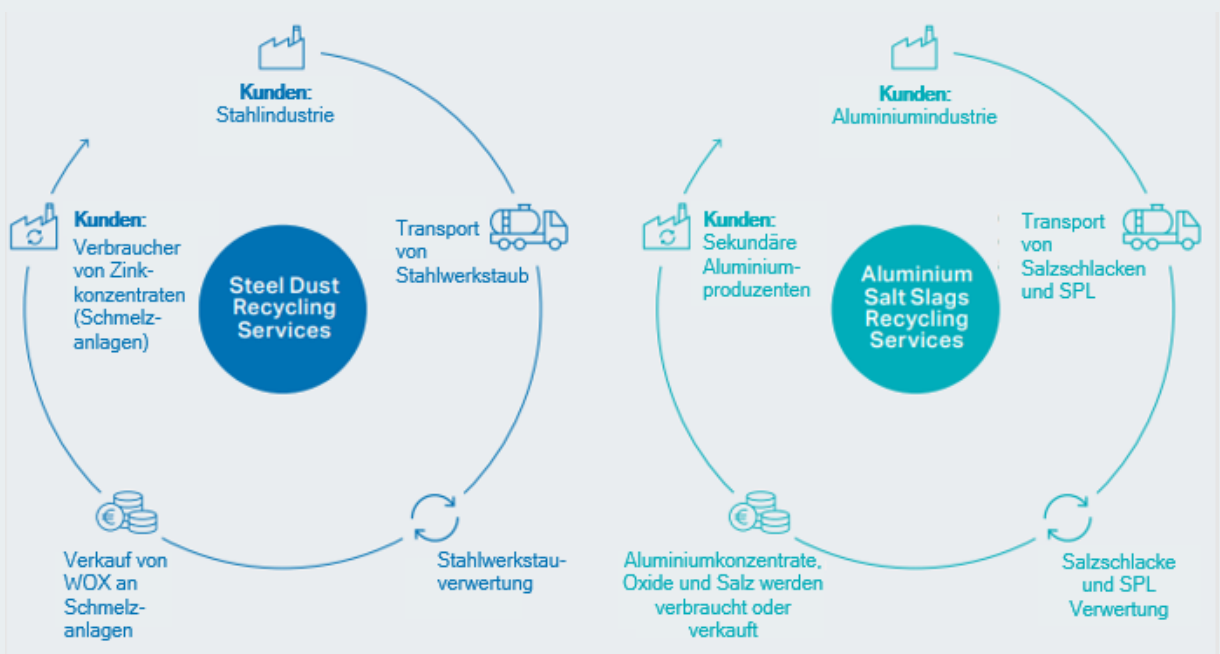 Kunden:
Stahlindustrie
Transport
von
Stahlwerkstaub
Stahlwerkstau-
verwertung
Verkauf von
WOX an
Schmelz-
anlagen
Kunden:
Verbraucher
von Zink-
konzentraten
(Schmelz-
anlagen)
Steel Dust
Recycling
Services
Kunden:
Aluminiumindustrie
Transport
von
Salzschlacken
und SPL
Salzschlacke
und SPL
Verwertung
Aluminiumkonzentrate,
Oxide und Salz werden
verbraucht oder
verkauft
Kunden:
Sekundäre
Aluminium-
produzenten
Aluminium
Salt Slags
Recycling
Services